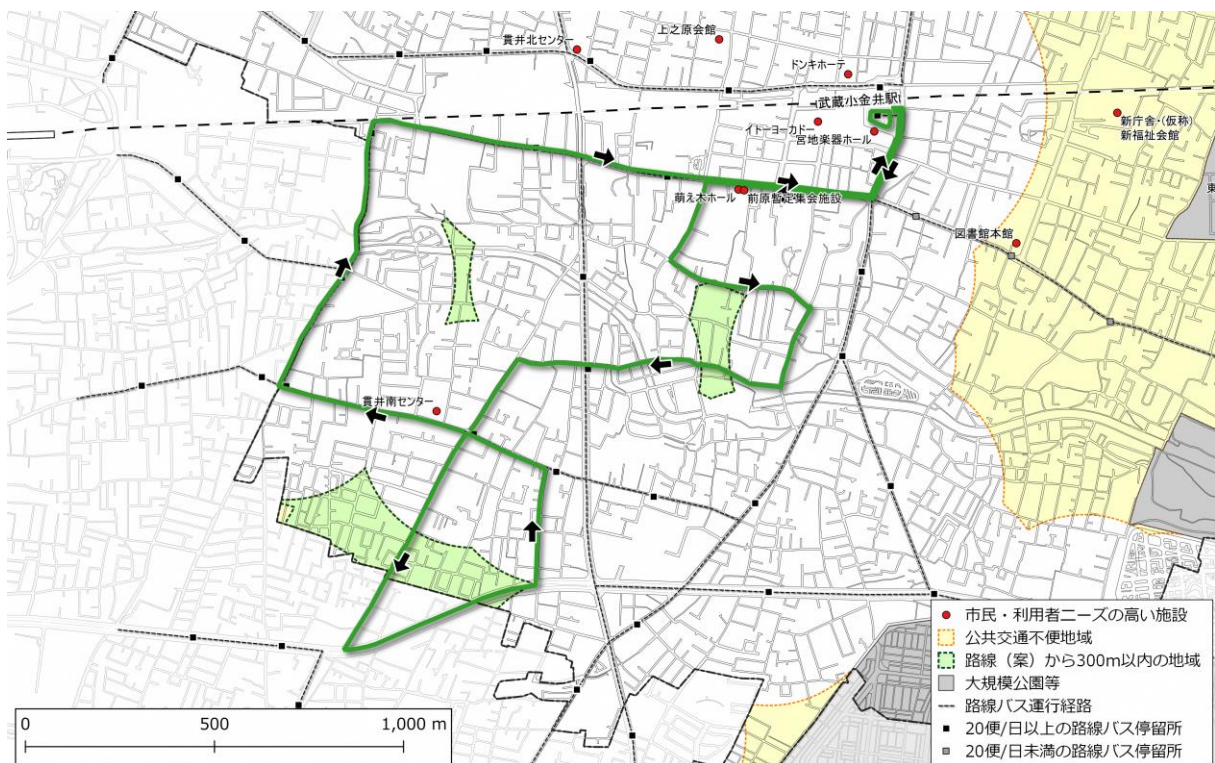 上之原会館
貫井北センター
ドンキホーテ
武蔵小金井駅
イトーヨーカドー
宮地楽器ホール
新庁舎・(仮称)
新福祉会館
東
萌え木ホール
前原暫定集会施設
図書館本館
貫井南センター
市民・利用者ニーズの高い施設
公共交通不便地域
路線（案）から300m以内の地域
大規模公園等
路線バス運行経路
20便/日以上の路線バス停留所
20便/日未満の路線バス停留所
0 500 1,000 m